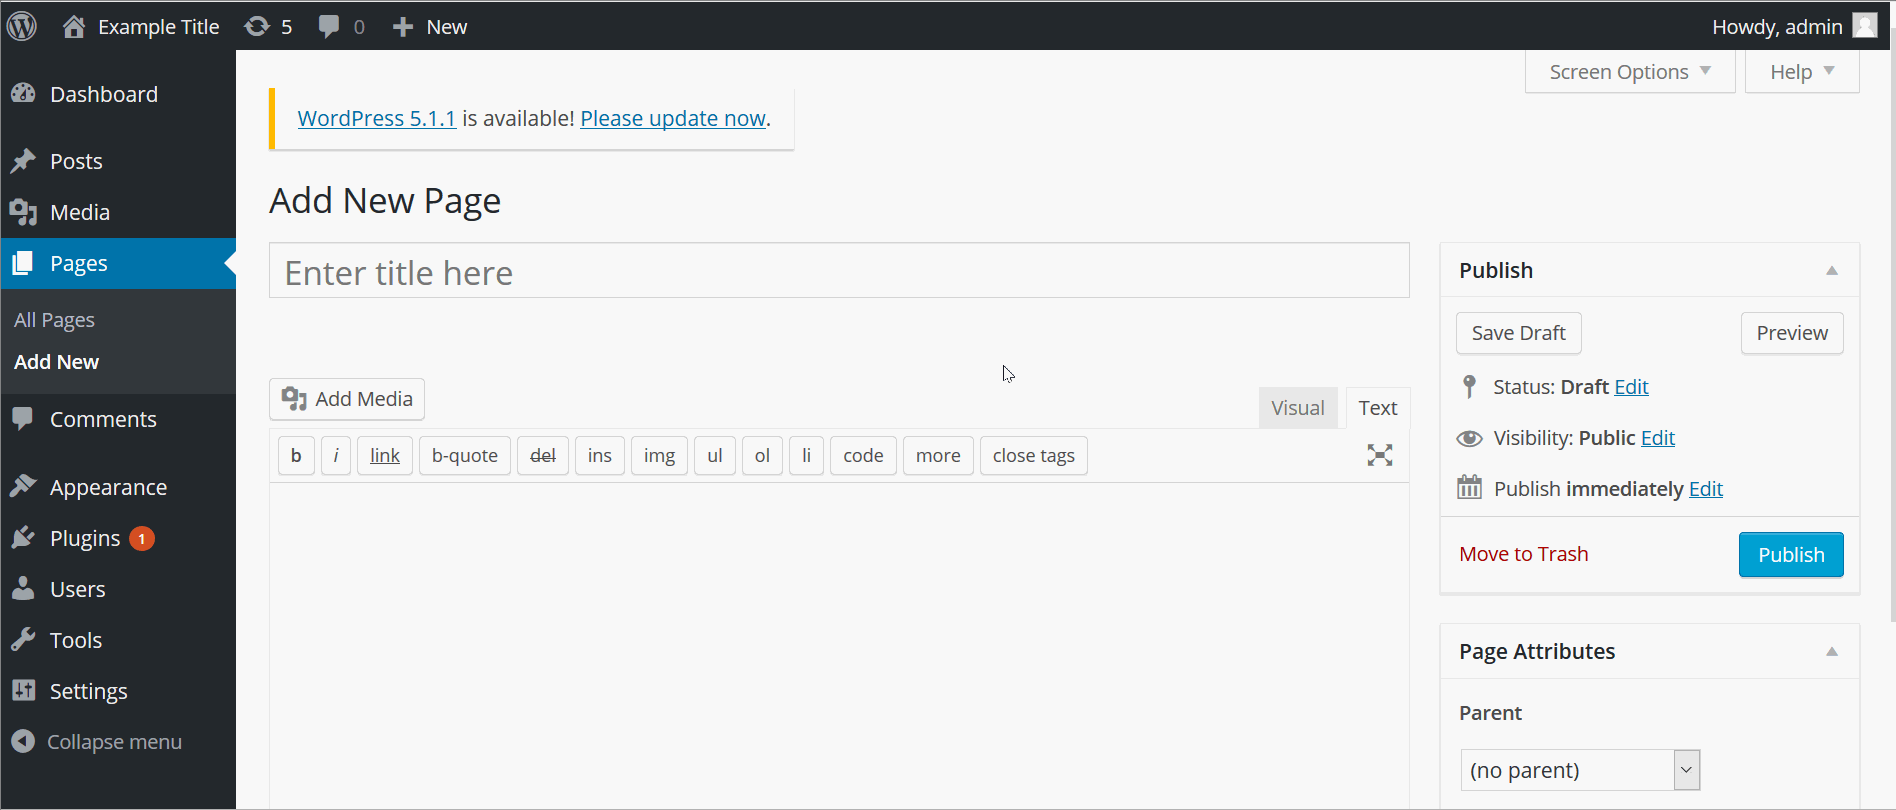 Example Title 5 0 New Howdy, admin
Screen Options Help
Dashboard
Posts
Media
Pages
All Pages
Add New
Comments
Appearance
Plugins 1
Users
Tools
Settings
Collapse menu
WordPress 5.1.1 is available! Please update now.
Add New Page
Enter title here
Add Media
Visual Text
b i link b-quote del ins img ul ol li code more close tags
Publish
Save Draft Preview
Status: Draft Edit
Visibility: Public Edit
Publish immediately Edit
Move to Trash Publish
Page Attributes
Parent
(no parent)